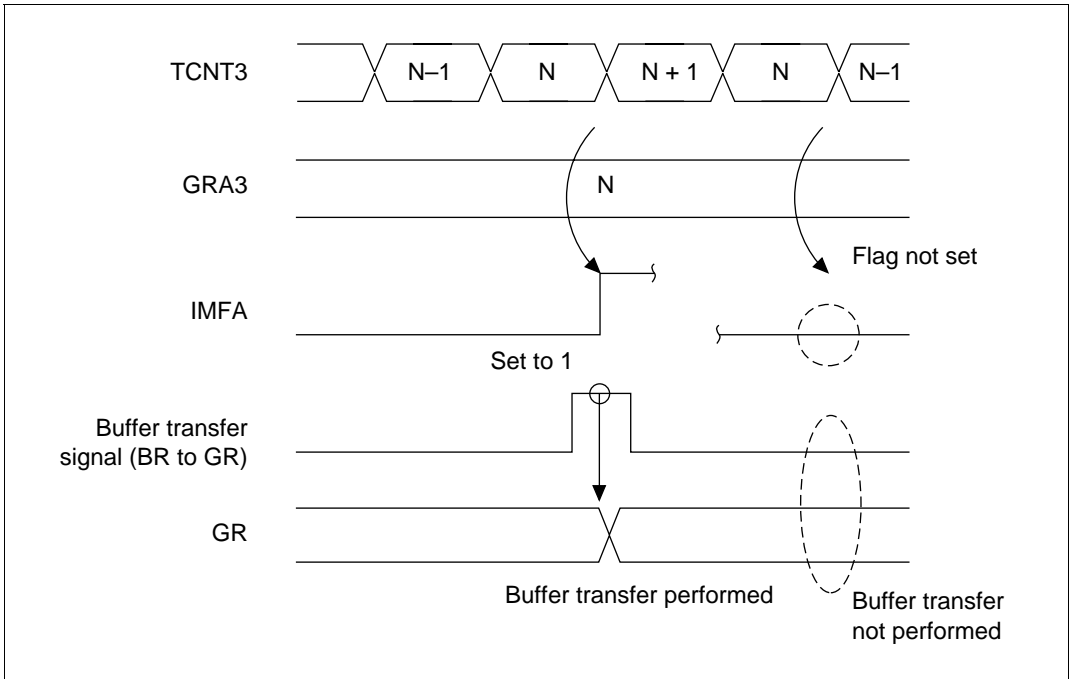 TCNT3 N–1 N N + 1 N N–1
GRA3 N
Flag not set
IMFA
Set to 1
Buffer transfer
signal (BR to GR)
GR
Buffer transfer performed
Buffer transfer
not performed